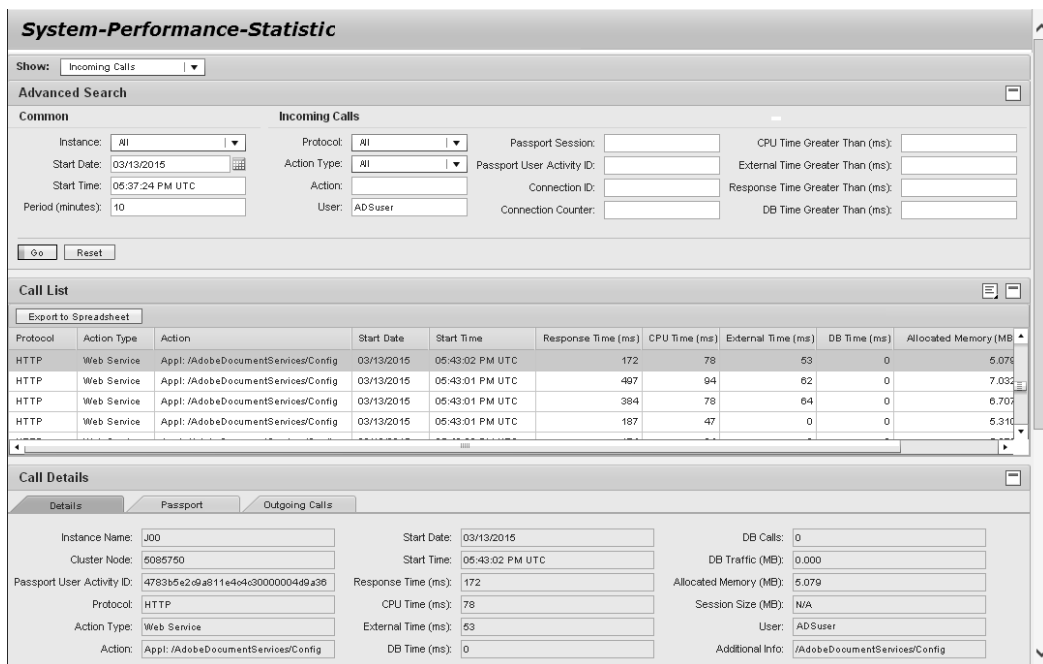 System-Performance-Statistic
Show: Incoming Calls
Advanced Search
Common Incoming Calls
Instance: All Protocol: All Passport Session: CPU Time Greater Than (ms):
Start Date: 03/13/2015 Action Type: All Passport User Activity ID: External Time Greater Than (ms):
Start Time: 05:37:24 PM UTC Action: Connection ID: Response Time Greater Than (ms):
Period (minutes): 10 User: ADSuser Connection Counter: DB Time Greater Than (ms):
Go Reset
Call List
Export to Spreadsheet
Protocol Action Type Action Start Date Start Time Response Time (ms) CPU Time (ms) External Time (ms) DB Time (ms) Allocated Memory (MB
HTTP Web Service Appl: /AdobeDocumentServices/Config 03/13/2015 05:43:02 PM UTC 172 78 53 0 5.079
HTTP Web Service Appl: /AdobeDocumentServices/Config 03/13/2015 05:43:01 PM UTC 497 94 62 0 7.032
HTTP Web Service Appl: /AdobeDocumentServices/Config 03/13/2015 05:43:01 PM UTC 384 78 64 0 6.707
HTTP Web Service Appl: /AdobeDocumentServices/Config 03/13/2015 05:43:01 PM UTC 187 47 0 0 5.310
Call Details
Details Passport Outgoing Calls
Instance Name: J00 Start Date: 03/13/2015 DB Calls: 0
Cluster Node: 5085750 Start Time: 05:43:02 PM UTC DB Traffic (MB): 0.000
Passport User Activity ID: 4783b5e2c9a811e4c4c30000004d9a36 Response Time (ms): 172 Allocated Memory (MB): 5.079
Protocol: HTTP CPU Time (ms): 78 Session Size (MB): N/A
Action Type: Web Service External Time (ms): 53 User: ADSuser
Action: Appl: /AdobeDocumentServices/Config DB Time (ms): 0 Additional Info: /AdobeDocumentServices/Config